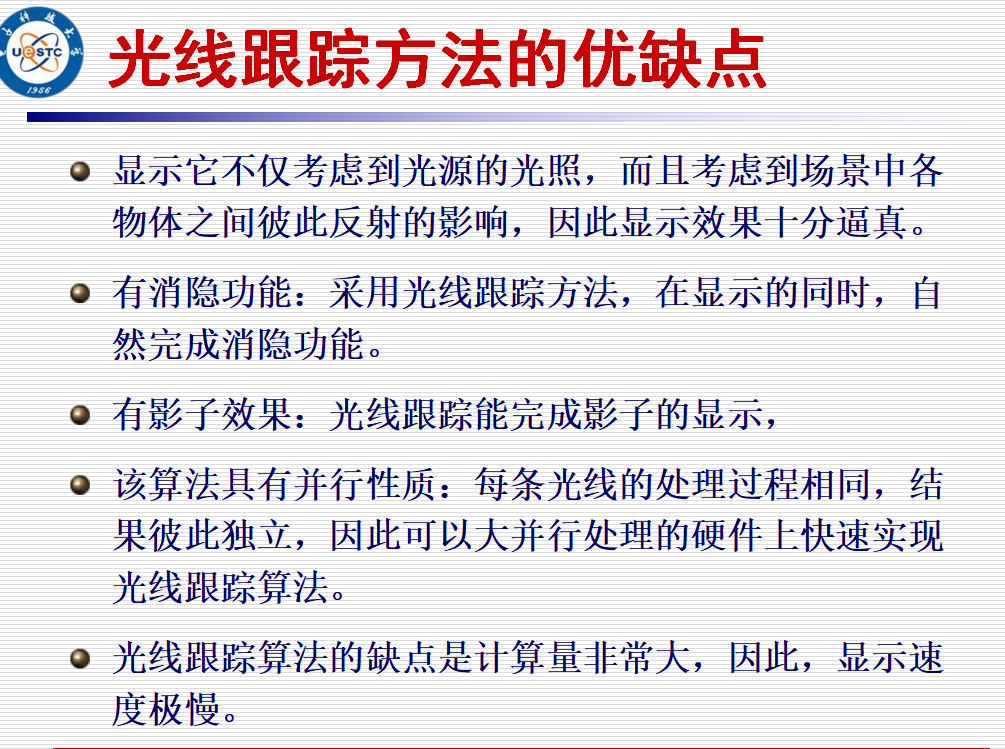 UESTC
1956
光线跟踪方法的优缺点
显示它不仅考虑到光源的光照，而且考虑到场景中各
物体之间彼此反射的影响，因此显示效果十分逼真。
有消隐功能：采用光线跟踪方法，在显示的同时，自
然完成消隐功能。
有影子效果：光线跟踪能完成影子的显示，
该算法具有并行性质：每条光线的处理过程相同，结
果彼此独立，因此可以大并行处理的硬件上快速实现
光线跟踪算法。
光线跟踪算法的缺点是计算量非常大，因此，显示速
度极慢。